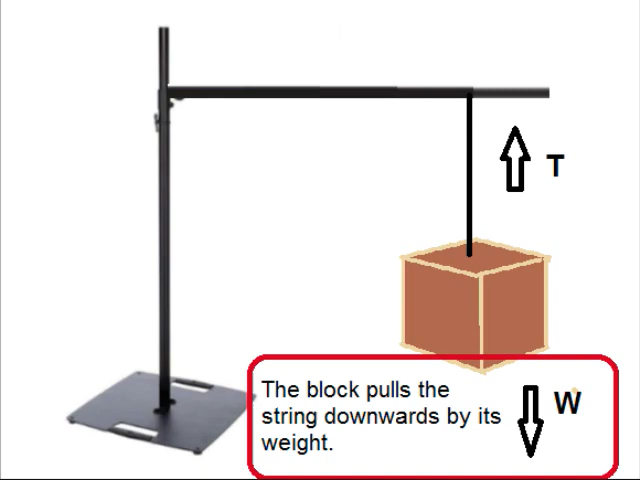 T
The block pulls the
string downwards by its
weight.
W